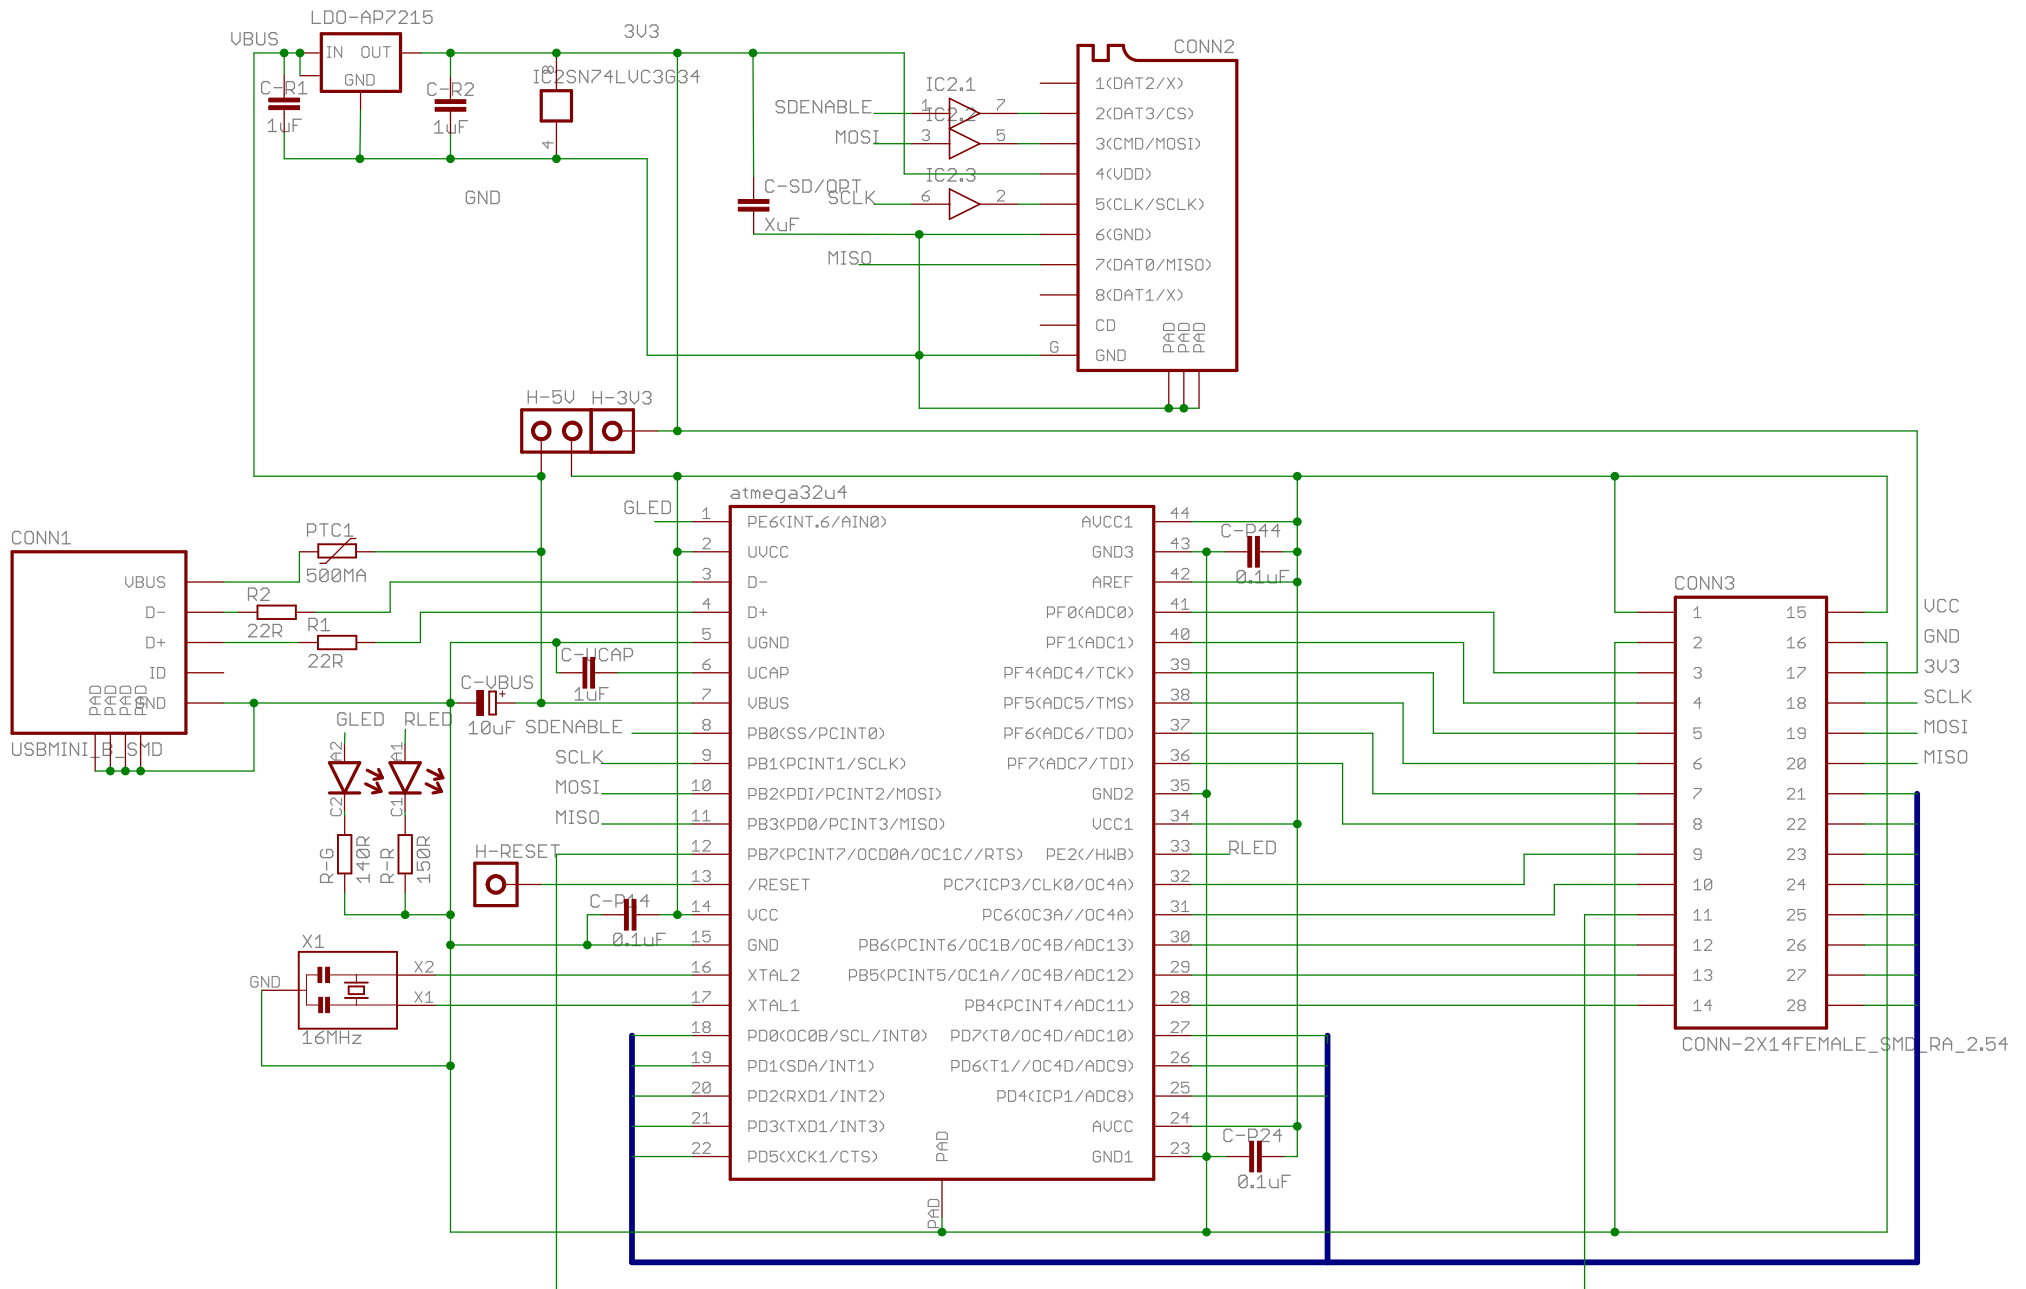 LDO-AP7215
VBUS
IN OUT
GND
C-R1
1uF
C-R2
1uF
3V3
8
IC2SN74LVC3G34
4
GND
C-SD/OPT
XuF
CONN2
IC2.1
SDENABLE 1 7
IC2.2
MOSI 3 5
IC2.3
SCLK 6 2
MISO
1(DAT2/X)
2(DAT3/CS)
3(CMD/MOSI)
4(VDD)
5(CLK/SCLK)
6(GND)
7(DAT0/MISO)
8(DAT1/X)
CD
G GND
PAD PAD PAD
H-5V H-3V3
CONN1
VBUS
D-
D+
ID
GND
PAD PAD PAD PAD
USBMINI_B_SMD
PTC1
500MA
R2
22R
R1
22R
C-UCAP
1uF
C-VBUS
+
10uF
GLED RLED
A2 A1
C2 C1
R-G 140R
R-R 150R
H-RESET
C-P14
0.1uF
X1
GND
X2
X1
16MHz
atmega32u4
GLED
SDENABLE
SCLK
MOSI
MISO
1 PE6(INT.6/AIN0)
2 UVCC
3 D-
4 D+
5 UGND
6 UCAP
7 VBUS
8 PB0(SS/PCINT0)
9 PB1(PCINT1/SCLK)
10 PB2(PDI/PCINT2/MOSI)
11 PB3(PD0/PCINT3/MISO)
12 PB7(PCINT7/OCD0A/OC1C//RTS)
13 /RESET
14 VCC
15 GND
16 XTAL2
17 XTAL1
18 PD0(OC0B/SCL/INT0)
19 PD1(SDA/INT1)
20 PD2(RXD1/INT2)
21 PD3(TXD1/INT3)
22 PD5(XCK1/CTS)
AVCC1 44
GND3 43
AREF 42
PF0(ADC0) 41
PF1(ADC1) 40
PF4(ADC4/TCK) 39
PF5(ADC5/TMS) 38
PF6(ADC6/TDO) 37
PF7(ADC7/TDI) 36
GND2 35
VCC1 34
PE2(/HWB) 33
PC7(ICP3/CLK0/OC4A) 32
PC6(OC3A//OC4A) 31
PB6(PCINT6/OC1B/OC4B/ADC13) 30
PB5(PCINT5/OC1A//OC4B/ADC12) 29
PB4(PCINT4/ADC11) 28
PD7(T0/OC4D/ADC10) 27
PD6(T1//OC4D/ADC9) 26
PD4(ICP1/ADC8) 25
AVCC 24
GND1 23
PAD
PAD
C-P44
0.1uF
RLED
C-P24
0.1uF
CONN3
1 15 VCC
2 16 GND
3 17 3V3
4 18 SCLK
5 19 MOSI
6 20 MISO
7 21
8 22
9 23
10 24
11 25
12 26
13 27
14 28
CONN-2X14FEMALE_SMD_RA_2.54